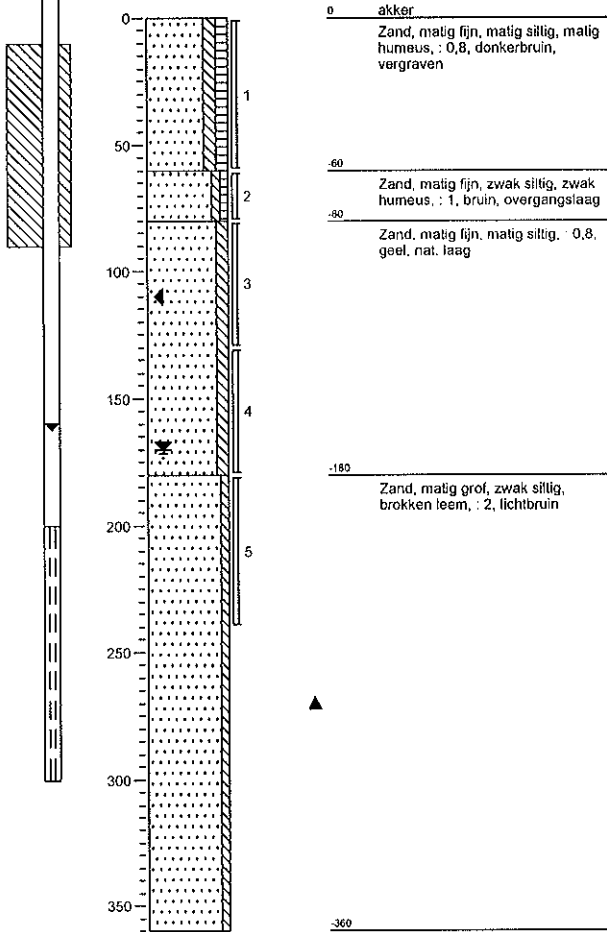 0
50
100
150
200
250
300
350
1
2
3
4
5
0 akker
Zand, matig fijn, matig siltig, matig
humeus, : 0,8, donkerbruin,
vergraven
-60
Zand, matig fijn, zwak siltig, zwak
humeus, : 1, bruin, overgangslaag
-80
Zand, matig fijn, matig siltig, : 0,8,
geel, nat. laag
-180
Zand, matig grof, zwak siltig,
brokken leem, : 2, lichtbruin
-360